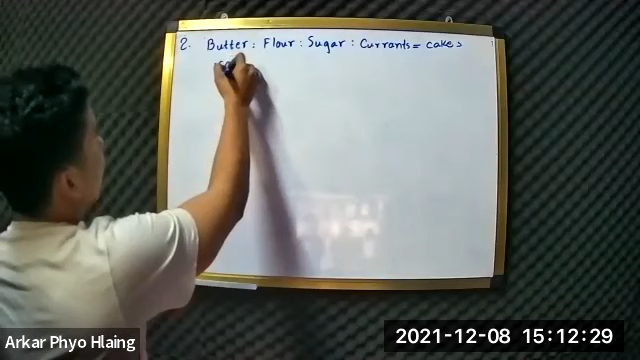 2. Butter : Flour : Sugar : Currants = cakes
Arkar Phyo Hlaing
2021-12-08 15:12:29